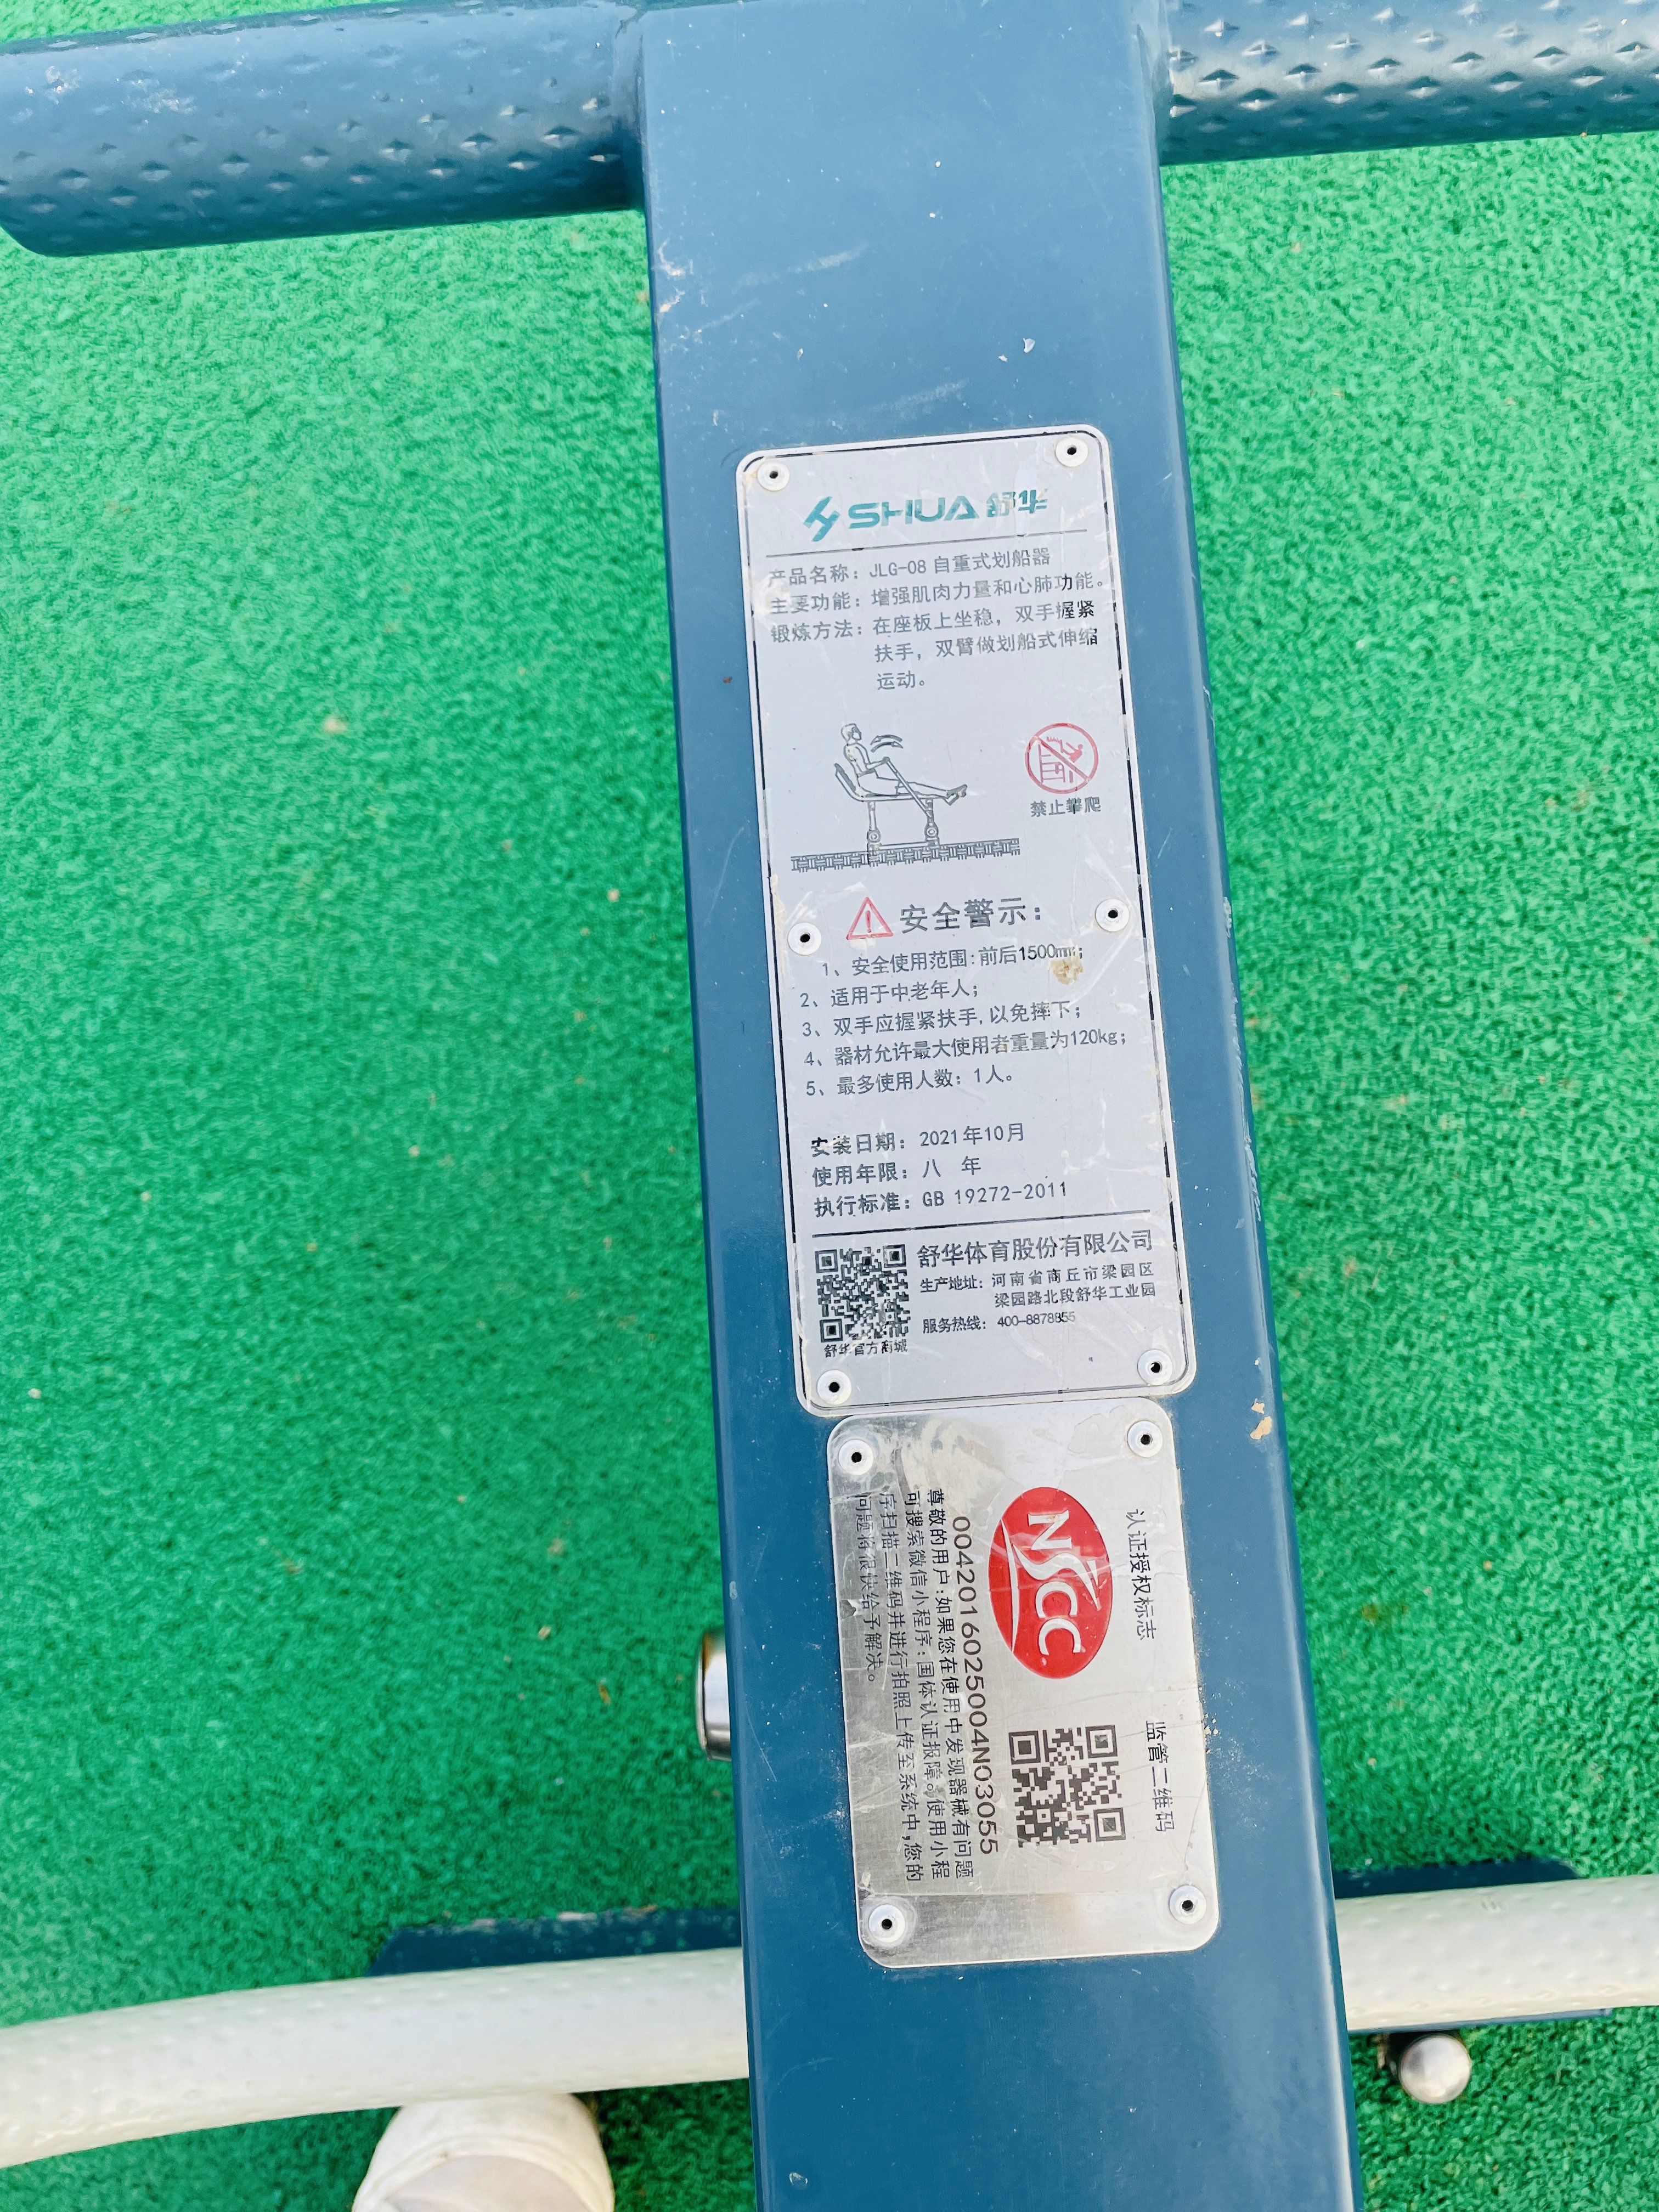 SHUA 舒华
产品名称：JLG-08 自重式划船器
主要功能：增强肌肉力量和心肺功能。
锻炼方法：在座板上坐稳，双手握紧
扶手，双臂做划船式伸缩
运动。
禁止攀爬
安全警示：
1、安全使用范围：前后1500mm；
2、适用于中老年人；
3、双手应握紧扶手，以免摔下；
4、器材允许最大使用者重量为120kg；
5、最多使用人数：1人。
安装日期：2021年10月
使用年限：八 年
执行标准：GB 19272-2011
舒华体育股份有限公司
生产地址：河南省商丘市梁园区
梁园路北段舒华工业园
服务热线：400-8878855
舒华官方商城
认证授权标志
监管二维码
NSCC
0042016025004N03055
尊敬的用户：如果您在使用中发现器械有问题
可搜索微信小程序：国体认证报障。使用小程
序扫描二维码并进行拍照上传至系统中，您的
问题将很快给予解决。